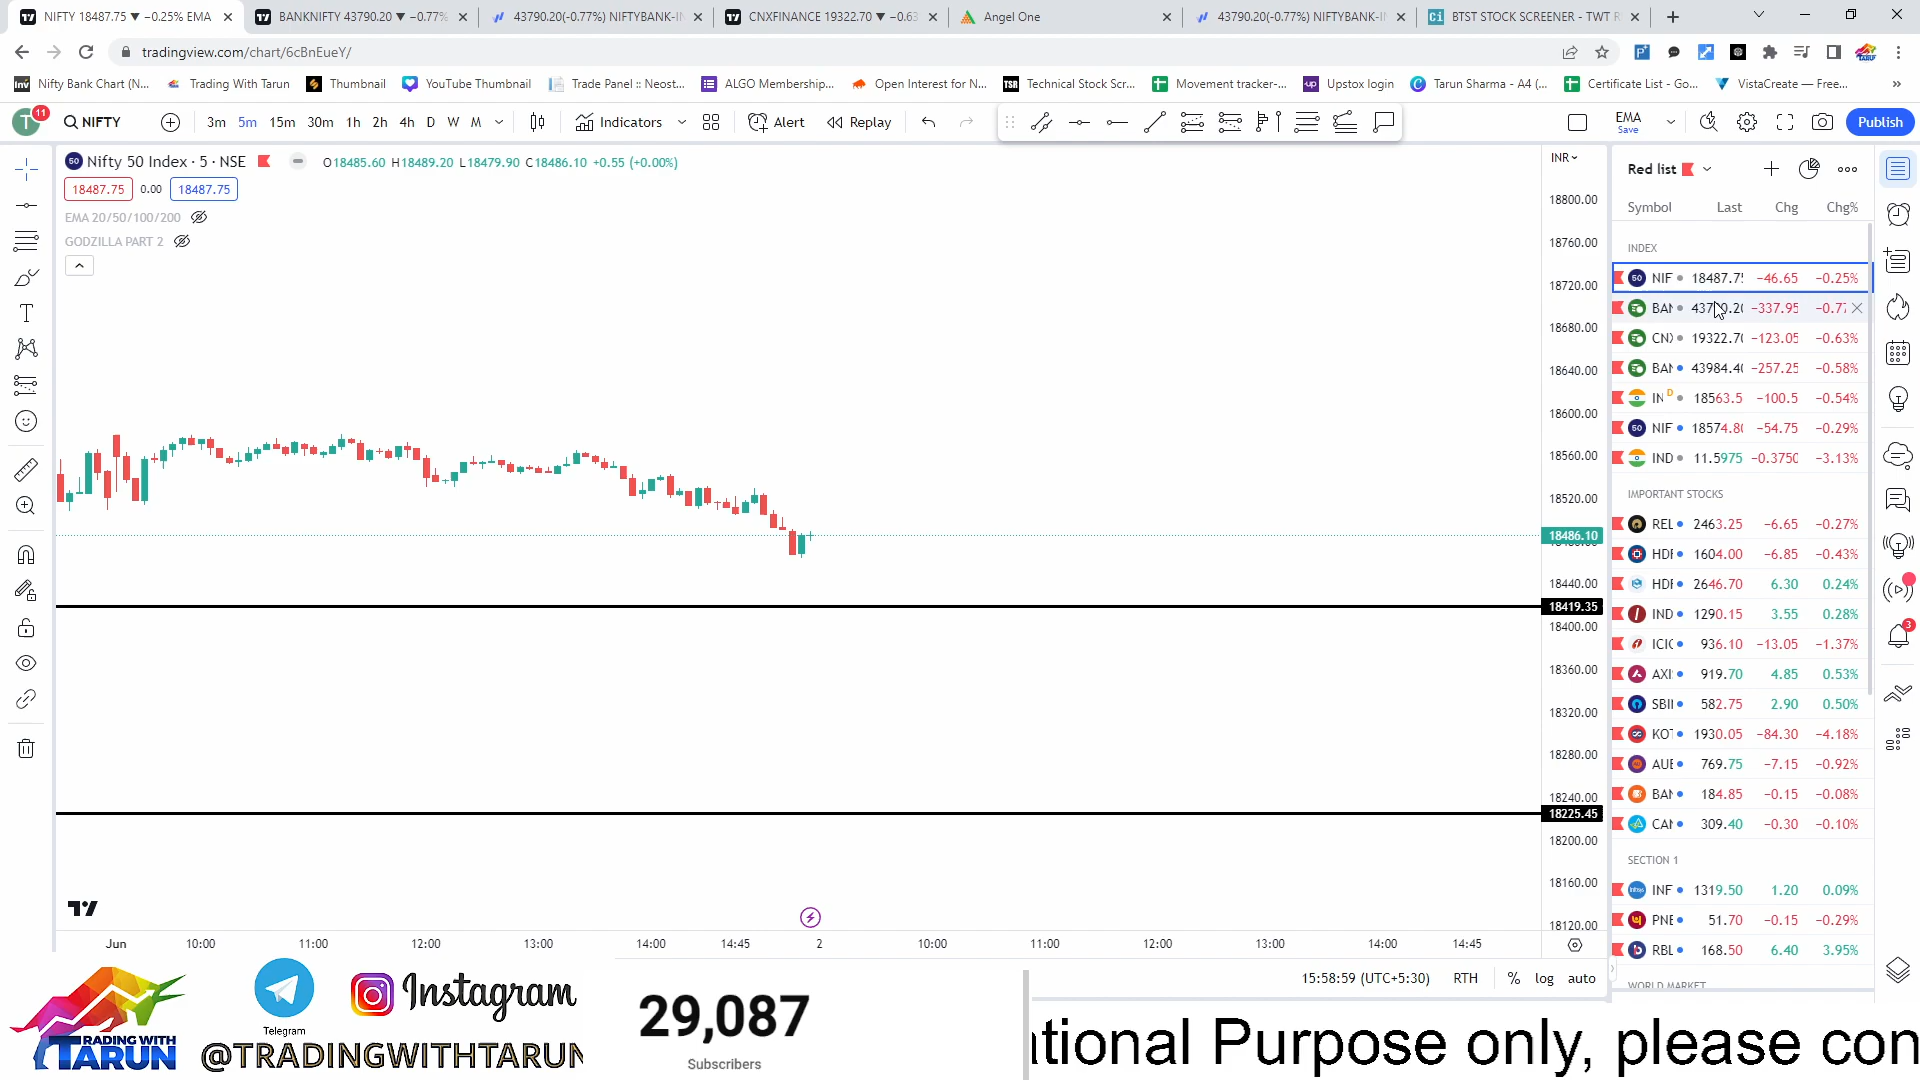 NIFTY 18487.75 ▼ −0.25% EMA
BANKNIFTY 43790.20 ▼ −0.77%
43790.20(-0.77%) NIFTYBANK-IN
CNXFINANCE 19322.70 ▼ −0.63
Angel One
43790.20(-0.77%) NIFTYBANK-IN
BTST STOCK SCREENER - TWT R
tradingview.com/chart/6cBnEueY/
Nifty Bank Chart (N...
Trading With Tarun
Thumbnail
YouTube Thumbnail
Trade Panel :: Neost...
ALGO Membership...
Open Interest for N...
Technical Stock Scr...
Movement tracker-...
Upstox login
Tarun Sharma - A4 (...
Certificate List - Go...
VistaCreate — Free...
T 11
NIFTY
3m 5m 15m 30m 1h 2h 4h D W M
Indicators
Alert
Replay
EMA
Save
Publish
Nifty 50 Index · 5 · NSE
O18485.60 H18489.20 L18479.90 C18486.10 +0.55 (+0.00%)
18487.75 0.00 18487.75
EMA 20/50/100/200
GODZILLA PART 2
INR
18800.00
18760.00
18720.00
18680.00
18640.00
18600.00
18560.00
18520.00
18486.10
18440.00
18419.35
18400.00
18360.00
18320.00
18280.00
18240.00
18225.45
18200.00
18160.00
18120.00
Jun 10:00 11:00 12:00 13:00 14:00 14:45 2 10:00 11:00 12:00 13:00 14:00 14:45
15:58:59 (UTC+5:30) RTH % log auto
Red list
Symbol Last Chg Chg%
INDEX
NIF 18487.75 −46.65 −0.25%
BAN −337.95
CNX 19322.70 −123.05 −0.63%
BAN 43984.40 −257.25 −0.58%
IN D 18563.5 −100.5 −0.54%
NIF 18574.80 −54.75 −0.29%
IND 11.5975 −0.3750 −3.13%
IMPORTANT STOCKS
REL 2463.25 −6.65 −0.27%
HDF 1604.00 −6.85 −0.43%
HDF 2646.70 6.30 0.24%
IND 1290.15 3.55 0.28%
ICIC 936.10 −13.05 −1.37%
AXI 919.70 4.85 0.53%
SBI 582.75 2.90 0.50%
KOT 1930.05 −84.30 −4.18%
AUB 769.75 −7.15 −0.92%
BAN 184.85 −0.15 −0.08%
CAN 309.40 −0.30 −0.10%
SECTION 1
INF 1319.50 1.20 0.09%
PNB 51.70 −0.15 −0.29%
RBL 168.50 6.40 3.95%
WORLD MARKET
3
TRADING WITH
TARUN
Telegram
Instagram
@TRADINGWITHTARUN
29,087
Subscribers
ational Purpose only, please con